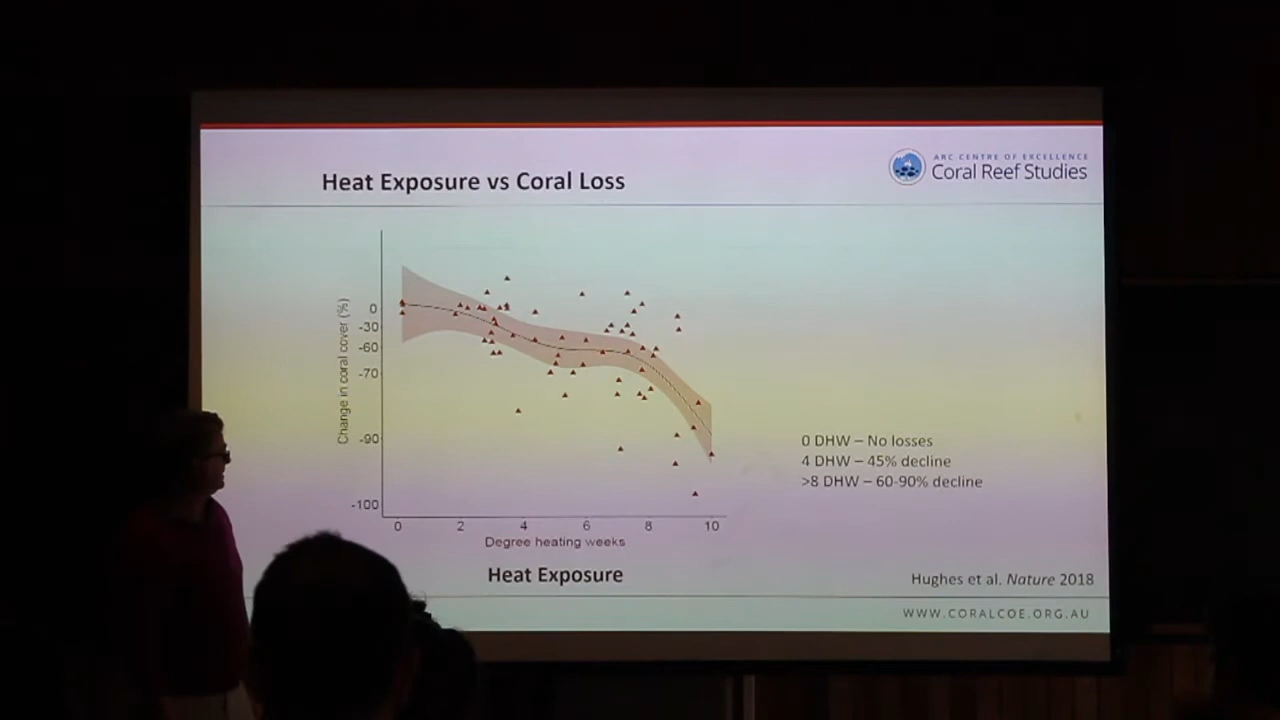 Heat Exposure vs Coral Loss
ARC CENTRE OF EXCELLENCE
Coral Reef Studies
Change in coral cover (%)
0
-30
-60
-70
-90
-100
0 2 4 6 8 10
Degree heating weeks
Heat Exposure
0 DHW – No losses
4 DHW – 45% decline
>8 DHW – 60-90% decline
Hughes et al. Nature 2018
WWW.CORALCOE.ORG.AU